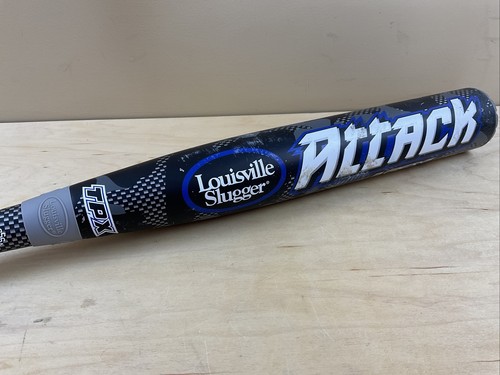 TPX
Louisville
Slugger
ATTACK